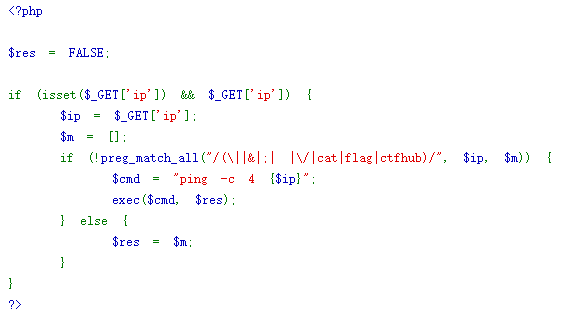 <?php
$res = FALSE;
if (isset($_GET['ip']) && $_GET['ip']) {
$ip = $_GET['ip'];
$m = [];
if (!preg_match_all("/(\||&|;| |\/|cat|flag|ctfhub)/", $ip, $m)) {
$cmd = "ping -c 4 {$ip}";
exec($cmd, $res);
} else {
$res = $m;
}
}
?>